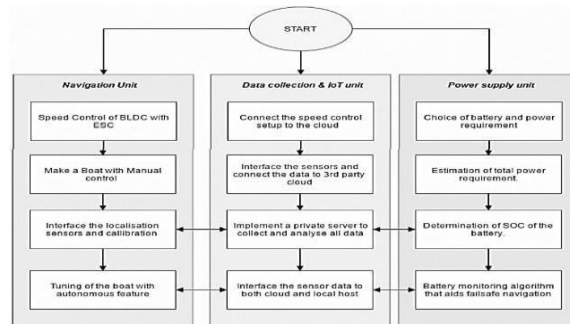 START
Navigation Unit
Speed Control of BLDC with
ESC
Make a Boat with Manual
control
Interface the localisation
sensors and callibration
Tuning of the boat with
autonomous feature
Data collection & IoT unit
Connect the speed control
setup to the cloud
Interface the sensors and
connect the data to 3rd party
cloud
Implement a private server to
collect and analyse all data
Interface the sensor data to
both cloud and local host
Power supply unit
Choice of battery and power
requirement
Estimation of total power
requirement.
Determination of SOC of the
battery.
Battery monitoring algorithm
that aids failsafe navigation